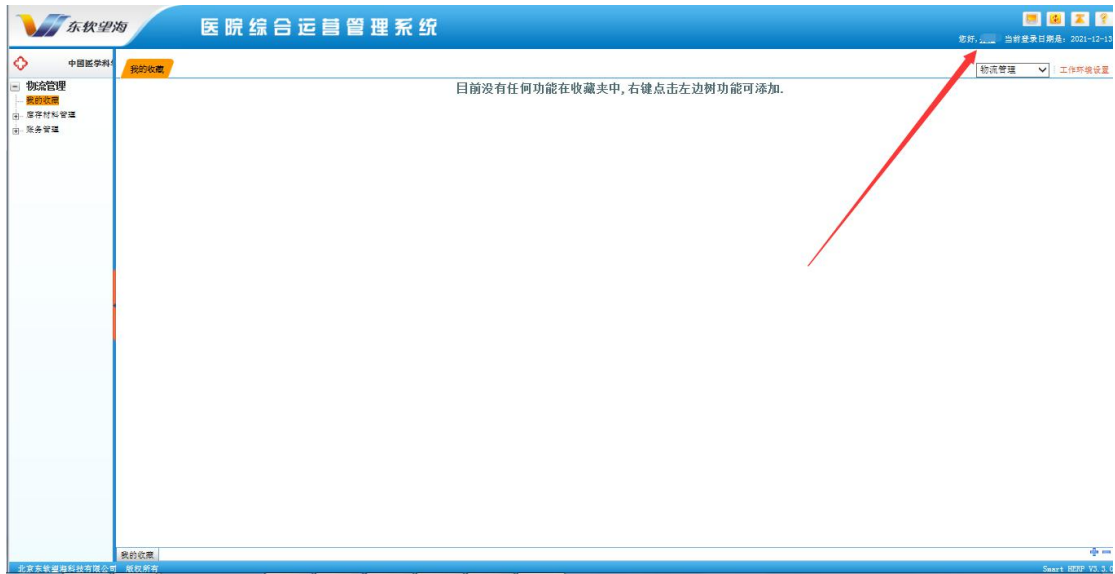 东软望海
医院综合运营管理系统
您好, 当前登录日期是: 2021-12-13
中国医学科
我的收藏
物流管理
工作环境设置
物流管理
我的收藏
库存材料管理
账务管理
目前没有任何功能在收藏夹中,右键点击左边树功能可添加.
我的收藏
北京东软望海科技有限公司 版权所有
Smart HERP V3.3.0